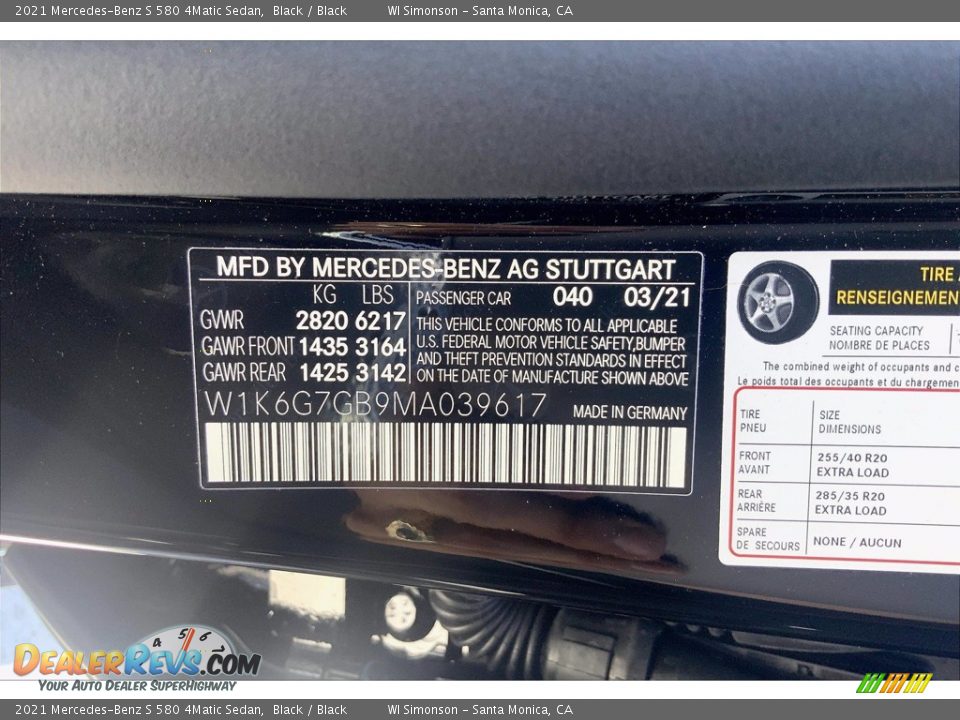 2021 Mercedes-Benz S 580 4Matic Sedan, Black / Black WI Simonson - Santa Monica, CA
MFD BY MERCEDES-BENZ AG STUTTGART
KG LBS
GVWR 2820 6217
GAWR FRONT 1435 3164
GAWR REAR 1425 3142
PASSENGER CAR 040 03/21
THIS VEHICLE CONFORMS TO ALL APPLICABLE
U.S. FEDERAL MOTOR VEHICLE SAFETY,BUMPER
AND THEFT PREVENTION STANDARDS IN EFFECT
ON THE DATE OF MANUFACTURE SHOWN ABOVE
W1K6G7GB9MA039617 MADE IN GERMANY
TIRE
RENSEIGNEMEN
SEATING CAPACITY
NOMBRE DE PLACES
The combined weight of occupants and c
Le poids total des occupants et du chargemen
TIRE SIZE
PNEU DIMENSIONS
FRONT 255/40 R20
AVANT EXTRA LOAD
REAR 285/35 R20
ARRIÈRE EXTRA LOAD
SPARE NONE / AUCUN
DE SECOURS
4 5 6
DEALERREVS.COM
YOUR AUTO DEALER SUPERHIGHWAY
2021 Mercedes-Benz S 580 4Matic Sedan, Black / Black WI Simonson - Santa Monica, CA